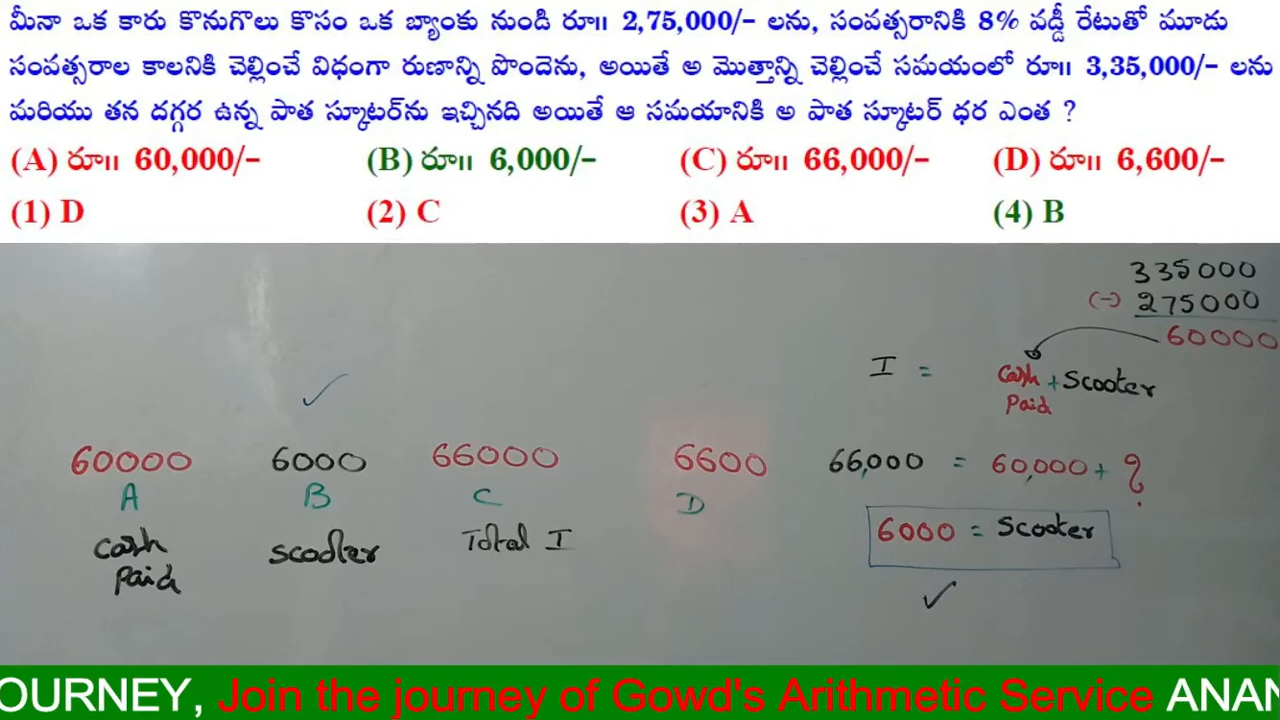 మీనా ఒక కారు కొనుగొలు కొసం ఒక బ్యాంకు నుండి రూ॥ 2,75,000/- లను, సంవత్సరానికి 8% వడ్డీ రేటుతో మూడు
సంవత్సరాల కాలనికి చెల్లించే విధంగా రుణాన్ని పొందెను, అయితే అ మొత్తాన్ని చెల్లించే సమయంలో రూ॥ 3,35,000/- లను
మరియు తన దగ్గర ఉన్న పాత స్కూటర్‌ను ఇచ్చినది అయితే ఆ సమయానికి అ పాత స్కూటర్ ధర ఎంత ?
(A) రూ॥ 60,000/- (B) రూ॥ 6,000/- (C) రూ॥ 66,000/- (D) రూ॥ 6,600/-
(1) D (2) C (3) A (4) B
335000
(-) 275000
60000
I = Cash Paid + Scooter
60000 6000 66000 6600 66,000 = 60,000 + ?
A B C D
Cash Paid Scooter Total I 6000 = Scooter
OURNEY, Join the journey of Gowd's Arithmetic Service ANAN